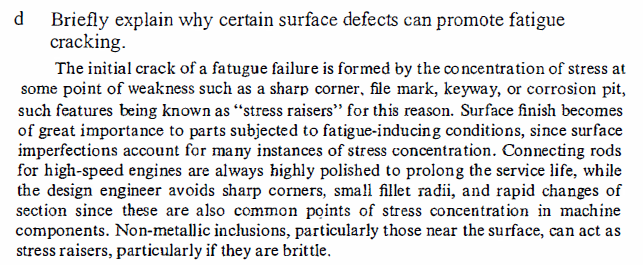 d Briefly explain why certain surface defects can promote fatigue
cracking.
The initial crack of a fatugue failure is formed by the concentration of stress at
some point of weakness such as a sharp corner, file mark, keyway, or corrosion pit,
such features being known as “stress raisers” for this reason. Surface finish becomes
of great importance to parts subjected to fatigue-inducing conditions, since surface
imperfections account for many instances of stress concentration. Connecting rods
for high-speed engines are always highly polished to prolong the service life, while
the design engineer avoids sharp corners, small fillet radii, and rapid changes of
section since these are also common points of stress concentration in machine
components. Non-metallic inclusions, particularly those near the surface, can act as
stress raisers, particularly if they are brittle.